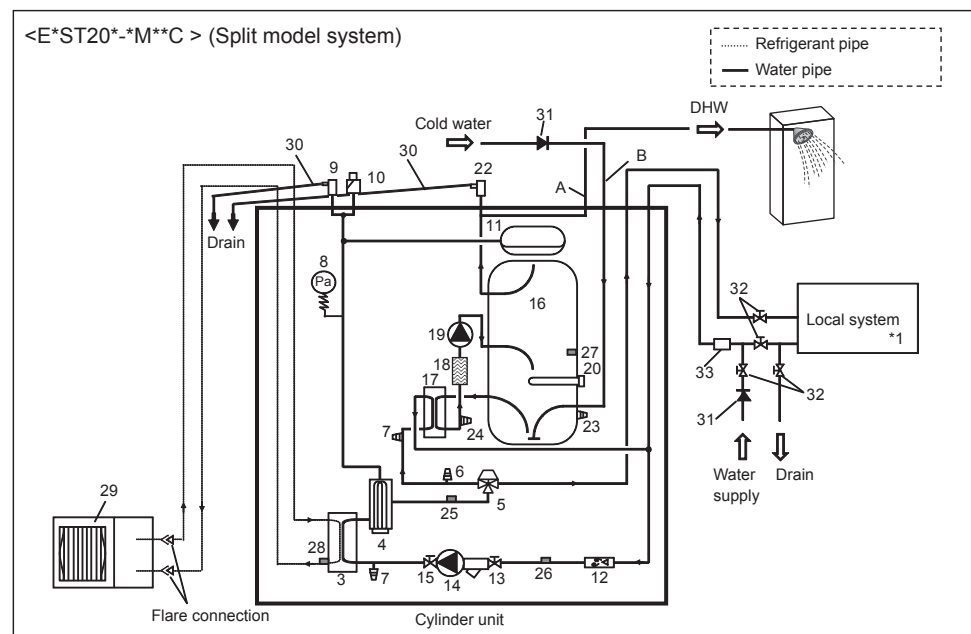 <E*ST20*-*M**C > (Split model system)
Refrigerant pipe
Water pipe
DHW
31
Cold water
30
9
10
30
22
A
B
Drain
11
8
Pa
16
32
Local system
*1
19
27
18
20
33
17
32
7
24
23
31
6
Water
supply
Drain
29
25
5
28
4
3
7
15
14
13
26
12
Flare connection
Cylinder unit